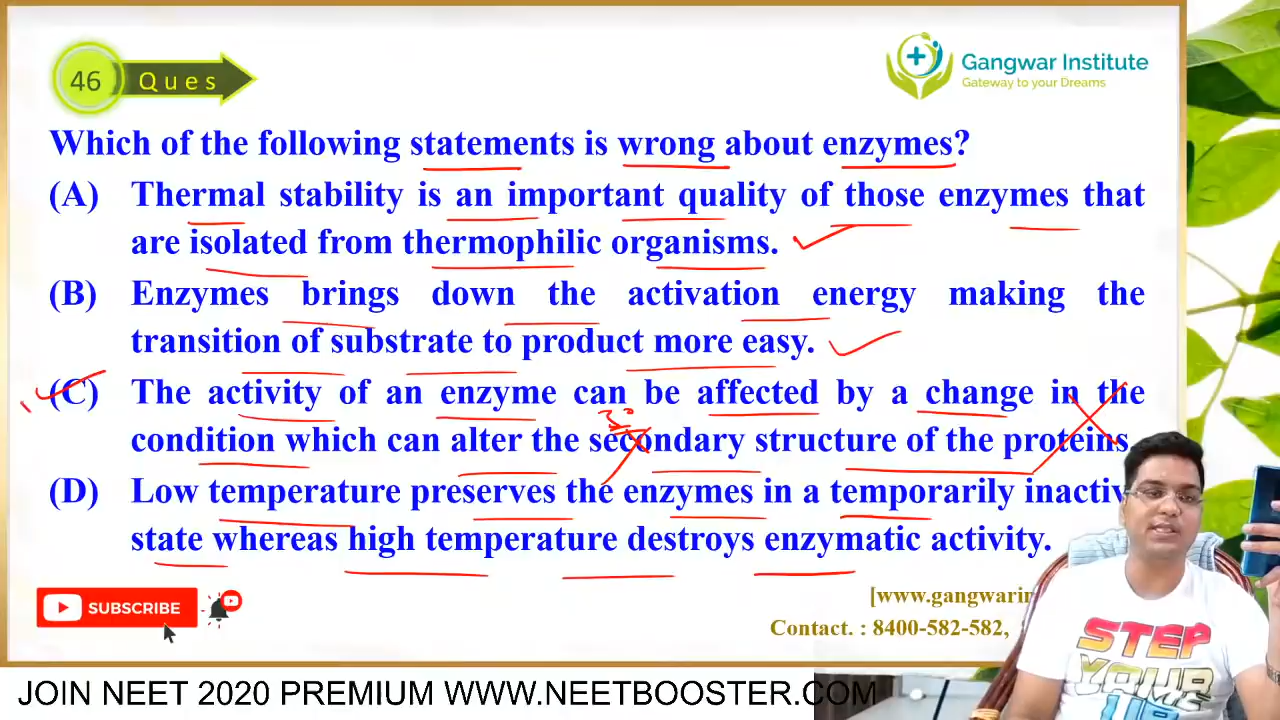 46 Ques
Gangwar Institute
Gateway to your Dreams
Which of the following statements is wrong about enzymes?
(A) Thermal stability is an important quality of those enzymes that
are isolated from thermophilic organisms.
(B) Enzymes brings down the activation energy making the
transition of substrate to product more easy.
(C) The activity of an enzyme can be affected by a change in the
condition which can alter the 3° secondary structure of the proteins.
(D) Low temperature preserves the enzymes in a temporarily inactiv
state whereas high temperature destroys enzymatic activity.
SUBSCRIBE
[www.gangwarin
Contact. : 8400-582-582,
STEP
YOUR
UP
JOIN NEET 2020 PREMIUM WWW.NEETBOOSTER.COM